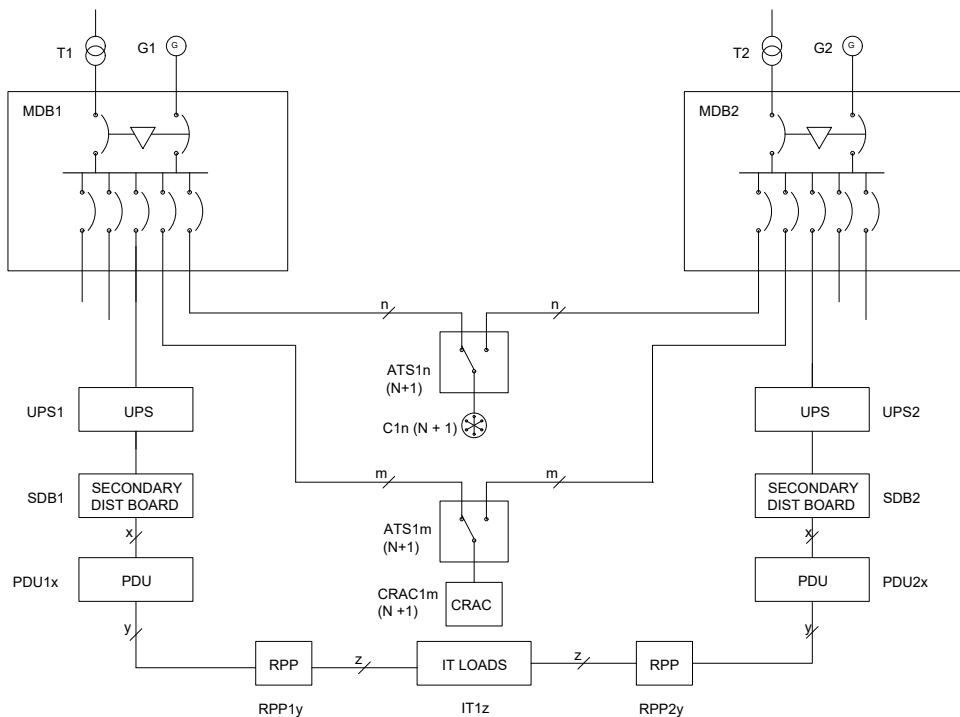 T1
G1
G
T2
G2
G
MDB1
MDB2
n
n
ATS1n
(N+1)
C1n (N + 1)
UPS1
UPS
UPS
UPS2
m
m
SDB1
SECONDARY
DIST BOARD
SECONDARY
DIST BOARD
SDB2
ATS1m
(N+1)
x
x
PDU1x
PDU
PDU
PDU2x
CRAC1m
(N +1)
CRAC
y
y
RPP
z
IT LOADS
z
RPP
RPP1y
IT1z
RPP2y